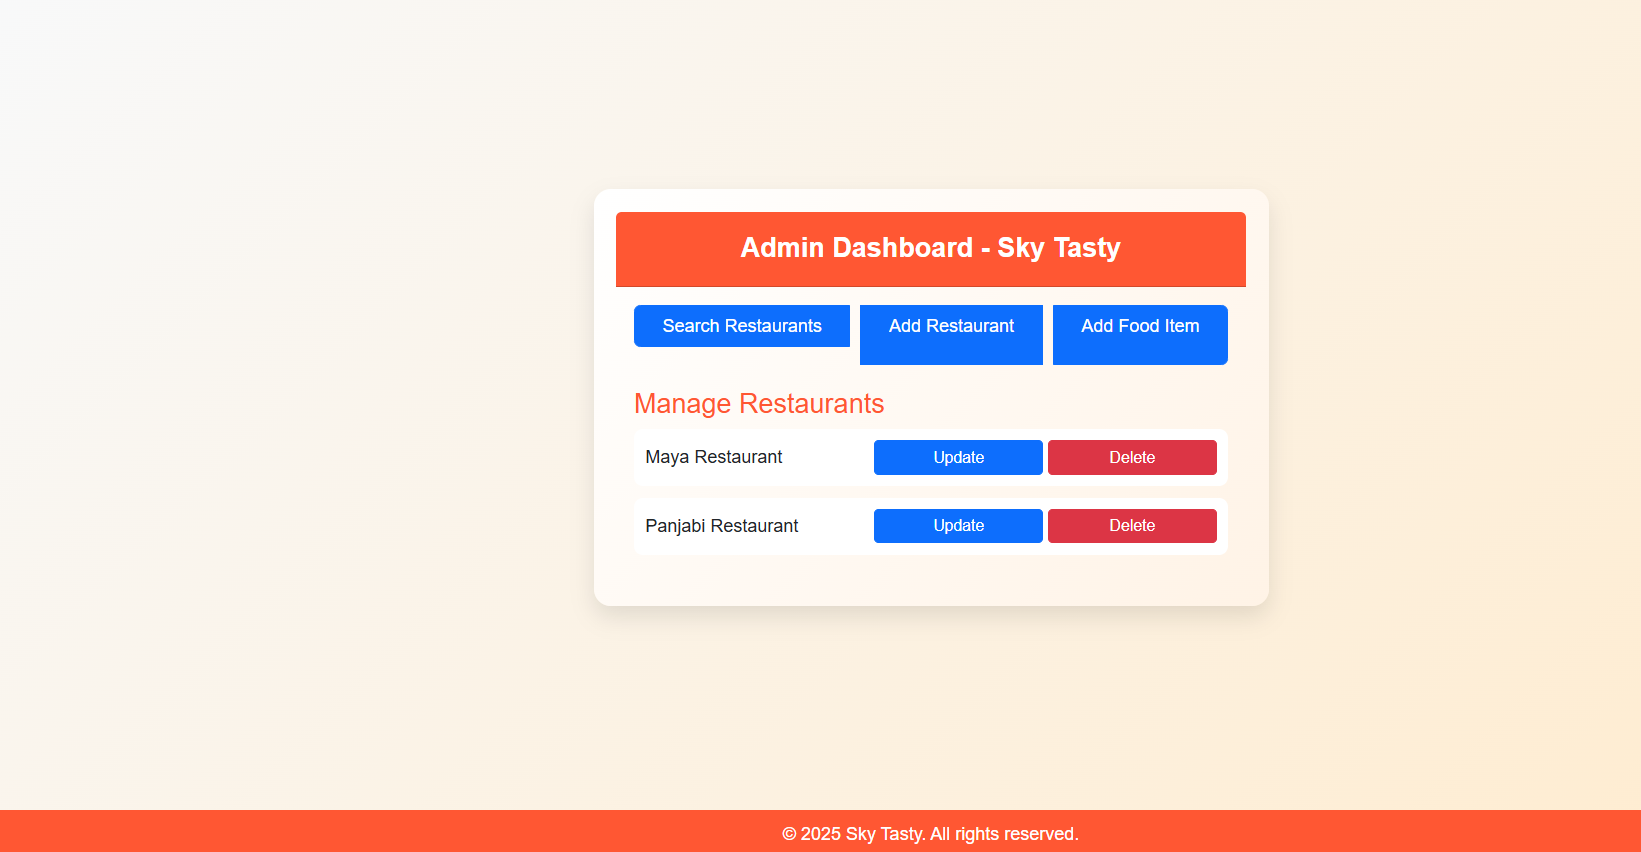 Admin Dashboard - Sky Tasty
Search Restaurants Add Restaurant Add Food Item
Manage Restaurants
Maya Restaurant Update Delete
Panjabi Restaurant Update Delete
© 2025 Sky Tasty. All rights reserved.